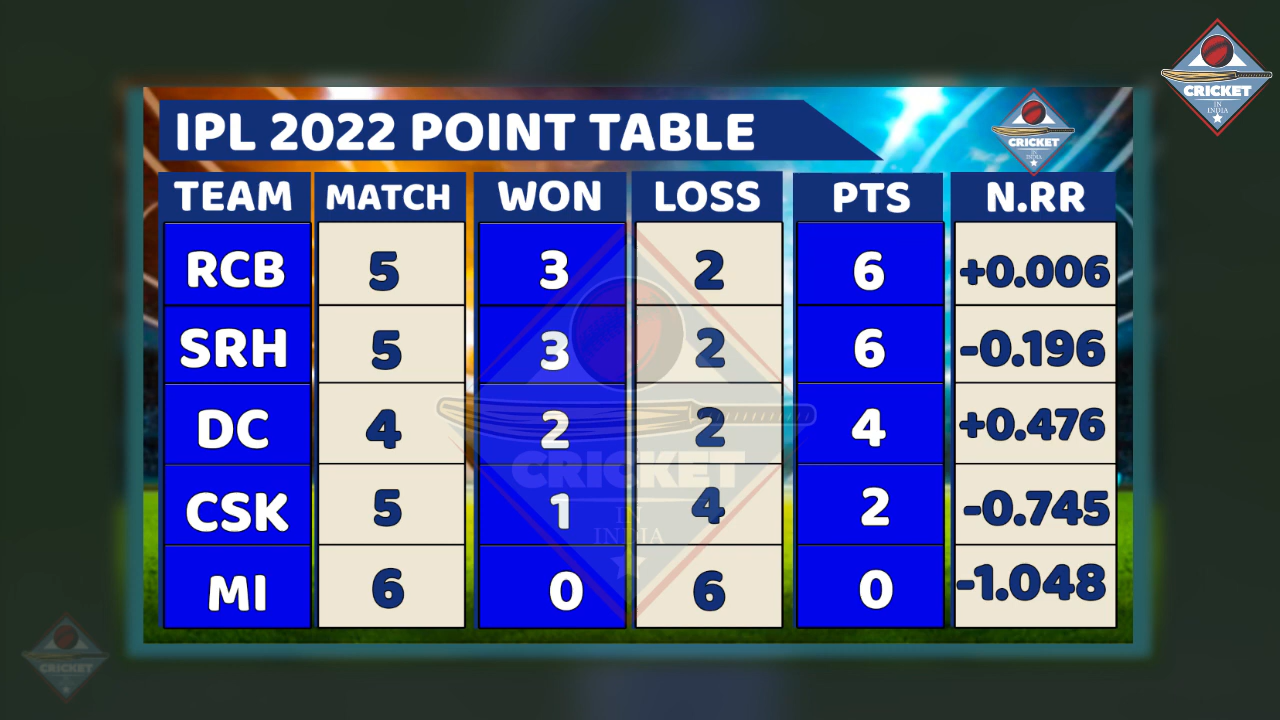 CRICKET
IN
INDIA
IPL 2022 POINT TABLE
CRICKET
IN
INDIA
TEAM MATCH WON LOSS PTS N.RR
RCB 5 3 2 6 +0.006
SRH 5 3 2 6 -0.196
DC 4 2 2 4 +0.476
CRICKET
CSK 5 1 4 2 -0.745
IN
INDIA
MI 6 0 6 0 -1.048
CRICKET